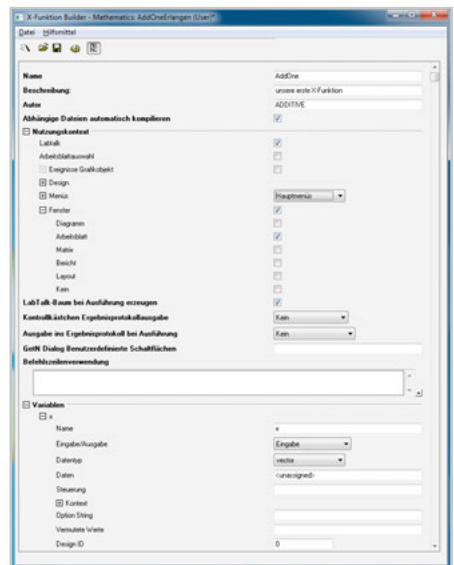 X-Funktion Builder - Mathematics: AddOneErlangen (User)*
Datei Hilfsmittel
Name AddOne
Beschreibung: unsere erste X-Funktion
Autor ADDITIVE
Abhängige Dateien automatisch kompilieren
Nutzungskontext
Labtalk
Arbeitsblattauswahl
Ereignisse Grafikobjekt
Design
Menüs Hauptmenüs
Fenster
Diagramm
Arbeitsblatt
Matrix
Bericht
Layout
Kein
LabTalk-Baum bei Ausführung erzeugen
Kontrollkästchen Ergebnisprotokollausgabe Kein
Ausgabe ins Ergebnisprotokoll bei Ausführung Kein
GetN Dialog Benutzerdefinierte Schaltflächen
Befehlszeilenverwendung
Variablen
x
Name x
Eingabe/Ausgabe Eingabe
Datentyp vector
Daten <unassigned>
Steuerung
Kontext
Option String
Vermutete Werte
Design ID 0